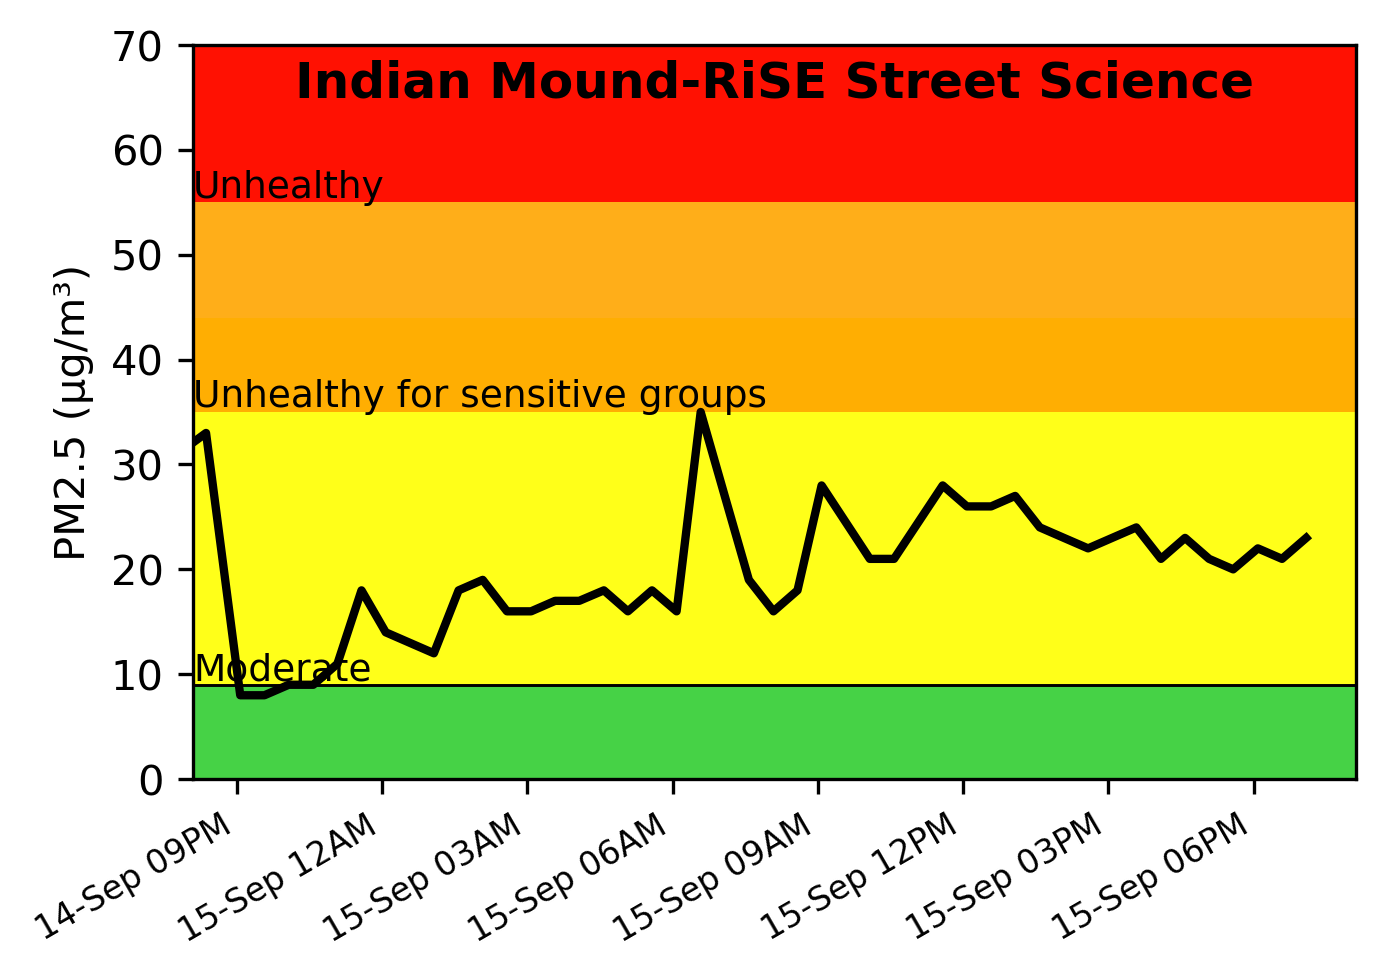 Indian Mound-RiSE Street Science
70
60
Unhealthy
50
40
Unhealthy for sensitive groups
30
20
10
Moderate
0
PM2.5 (µg/m³)
14-Sep 09PM
15-Sep 12AM
15-Sep 03AM
15-Sep 06AM
15-Sep 09AM
15-Sep 12PM
15-Sep 03PM
15-Sep 06PM